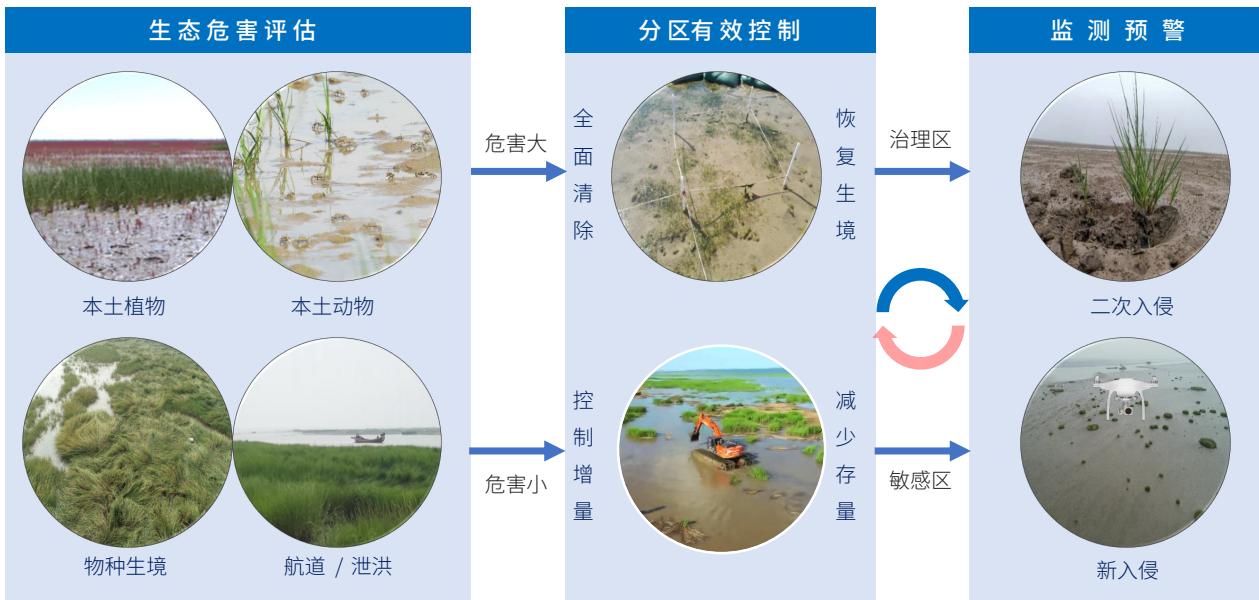 生态危害评估
分区有效控制
监测预警
本土植物
本土动物
物种生境
航道 / 泄洪
危害大
危害小
全面清除
恢复生境
控制增量
减少存量
治理区
敏感区
二次入侵
新入侵